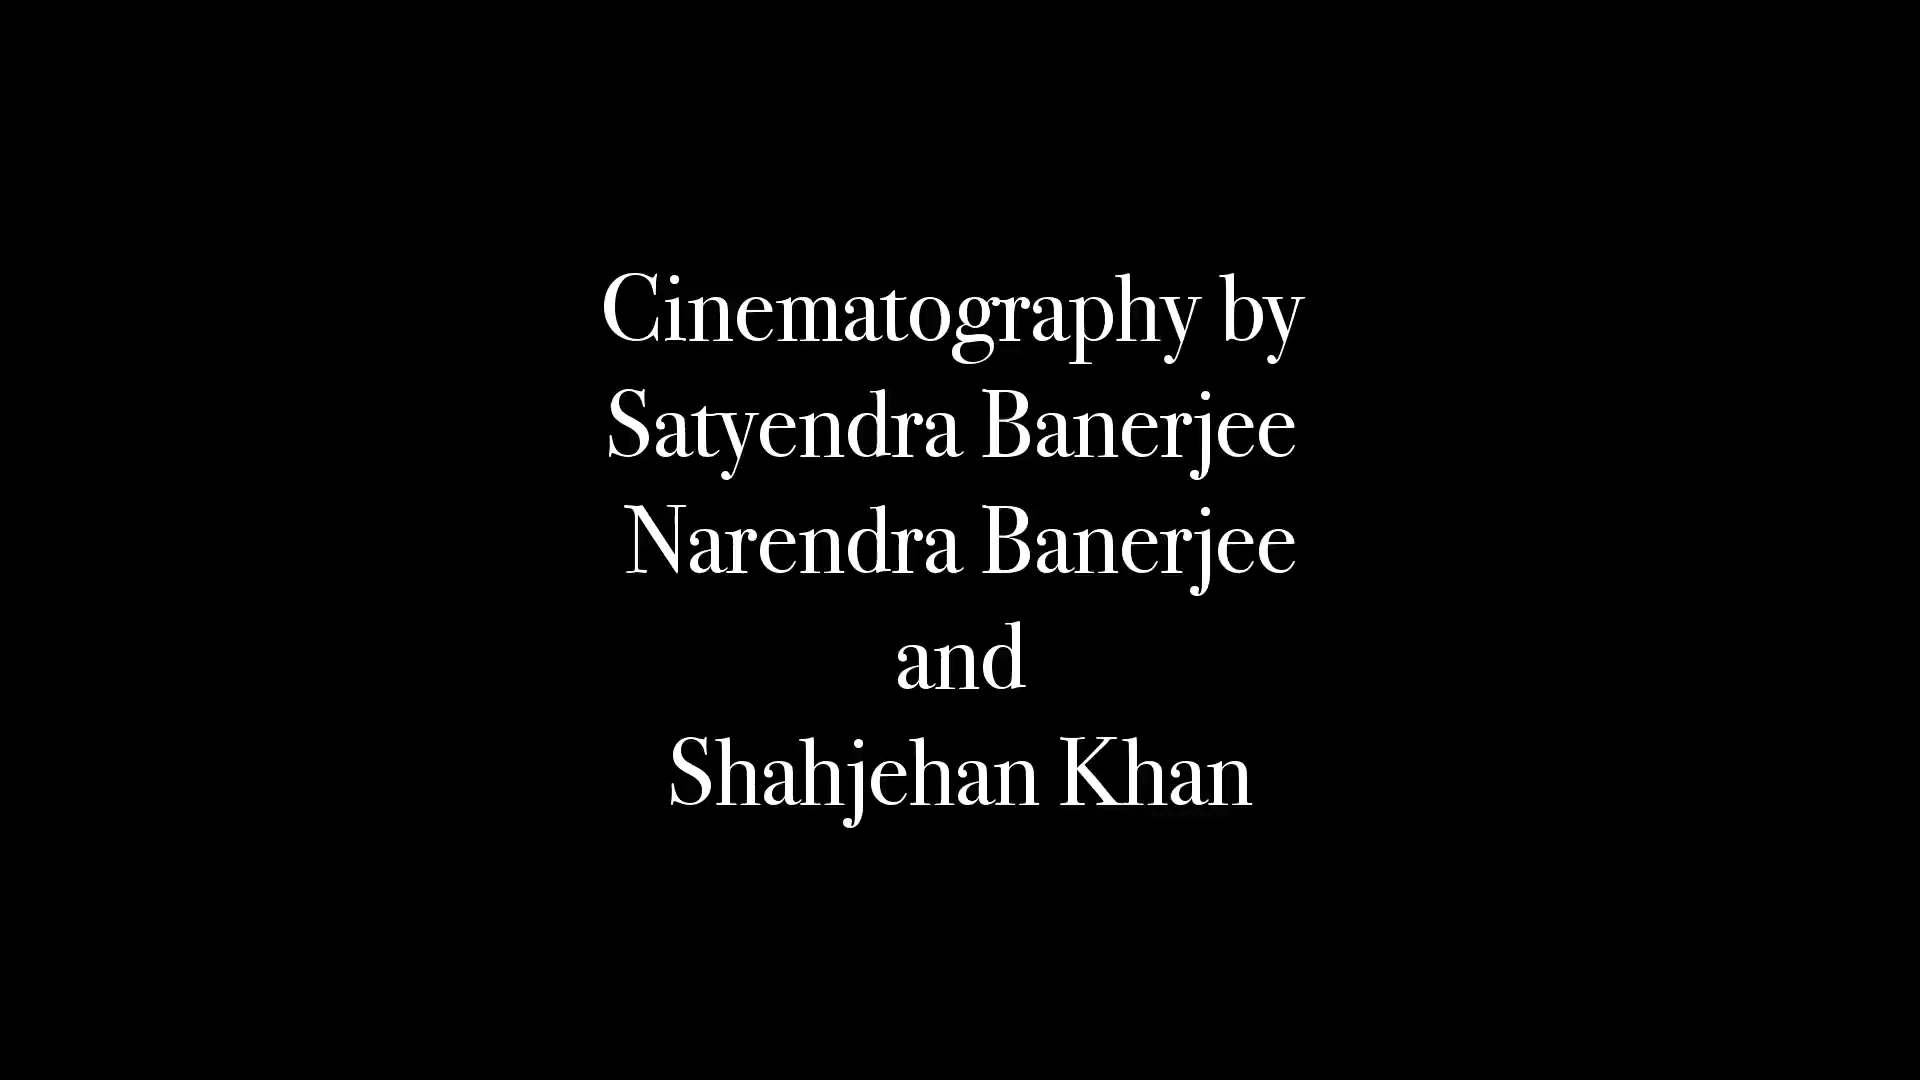 Cinematography by
Satyendra Banerjee
Narendra Banerjee
and
Shahjehan Khan